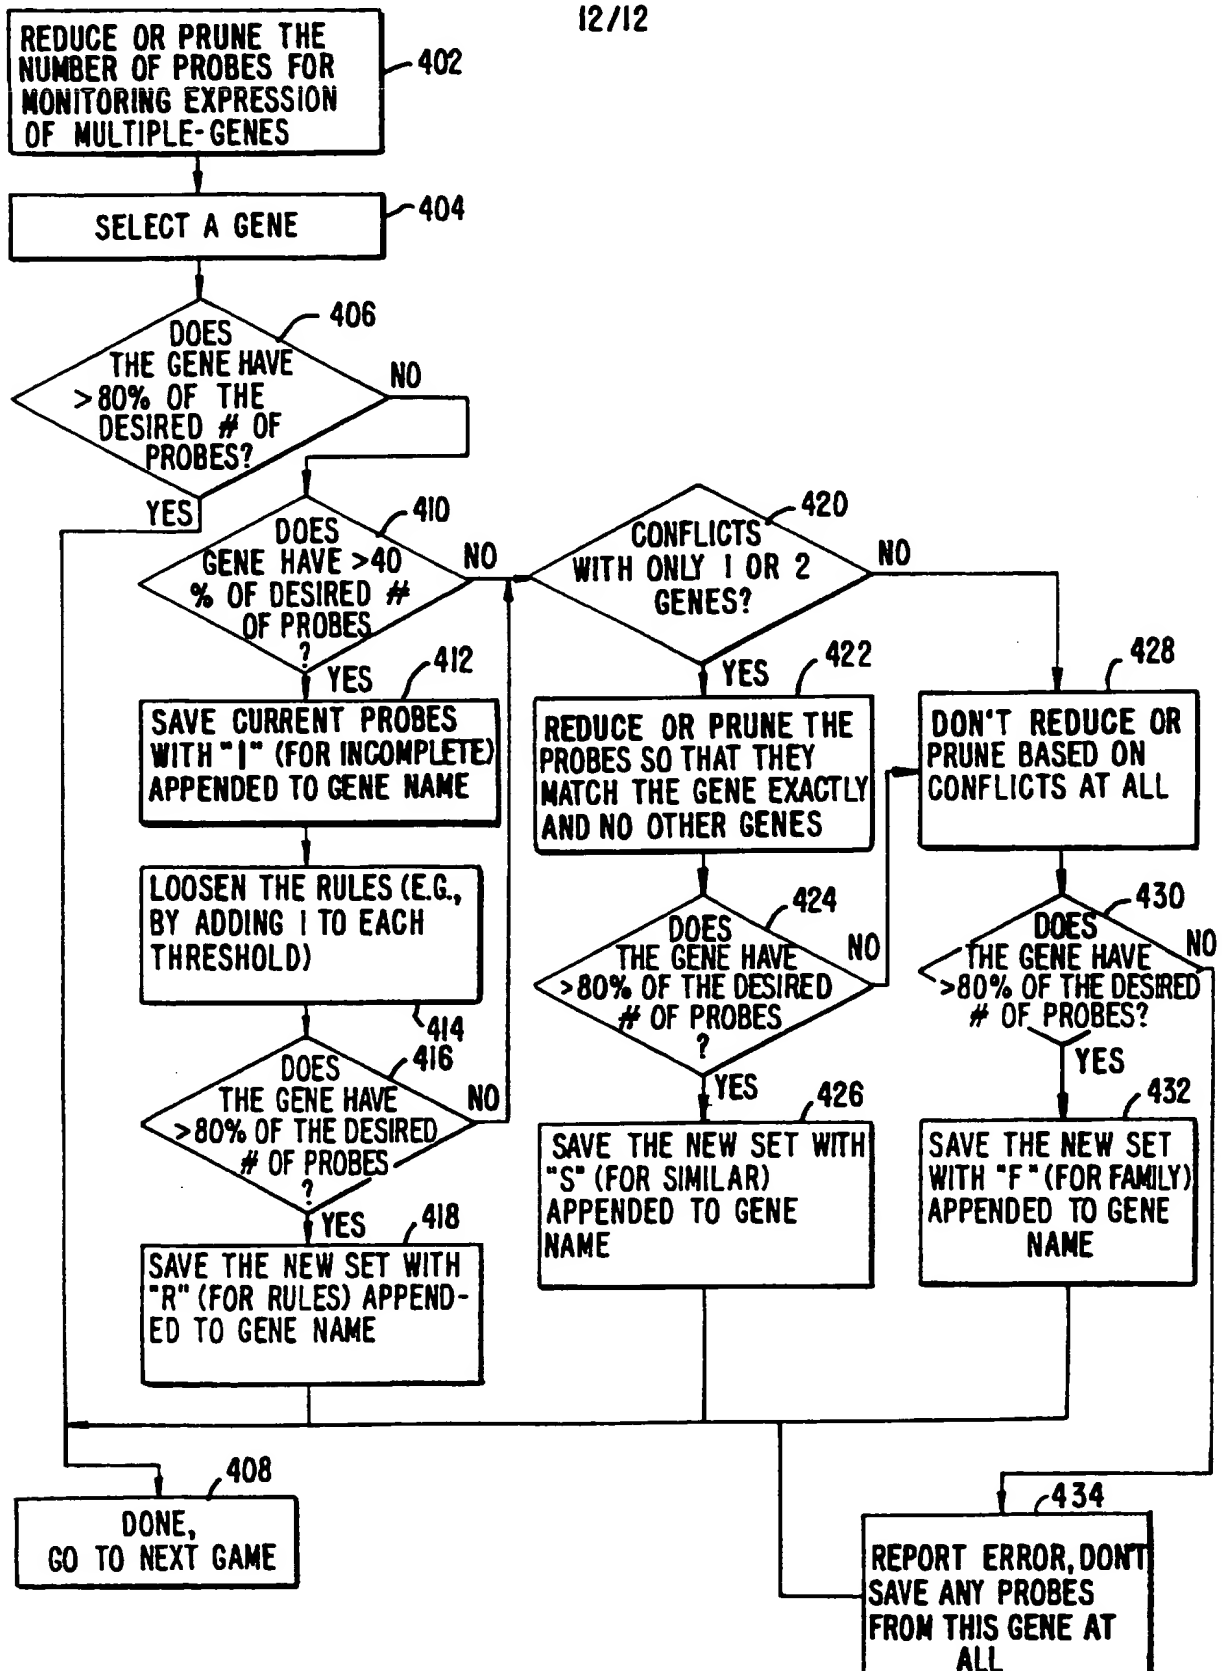 12/12
REDUCE OR PRUNE THE
NUMBER OF PROBES FOR
MONITORING EXPRESSION
OF MULTIPLE-GENES
402
SELECT A GENE
404
406
DOES
THE GENE HAVE
>80% OF THE
DESIRED # OF
PROBES?
NO
YES
410
DOES
GENE HAVE >40
% OF DESIRED #
OF PROBES
?
NO
YES
412
SAVE CURRENT PROBES
WITH "I" (FOR INCOMPLETE)
APPENDED TO GENE NAME
LOOSEN THE RULES (E.G.,
BY ADDING 1 TO EACH
THRESHOLD)
414
416
DOES
THE GENE HAVE
>80% OF THE DESIRED
# OF PROBES
?
NO
YES
418
SAVE THE NEW SET WITH
"R" (FOR RULES) APPEND-
ED TO GENE NAME
420
CONFLICTS
WITH ONLY 1 OR 2
GENES?
NO
YES
422
REDUCE OR PRUNE THE
PROBES SO THAT THEY
MATCH THE GENE EXACTLY
AND NO OTHER GENES
424
DOES
THE GENE HAVE
>80% OF THE DESIRED
# OF PROBES
?
NO
YES
426
SAVE THE NEW SET WITH
"S" (FOR SIMILAR)
APPENDED TO GENE
NAME
428
DON'T REDUCE OR
PRUNE BASED ON
CONFLICTS AT ALL
430
DOES
THE GENE HAVE
>80% OF THE DESIRED
# OF PROBES?
NO
YES
432
SAVE THE NEW SET
WITH "F" (FOR FAMILY)
APPENDED TO GENE
NAME
408
DONE,
GO TO NEXT GAME
434
REPORT ERROR, DON'T
SAVE ANY PROBES
FROM THIS GENE AT
ALL